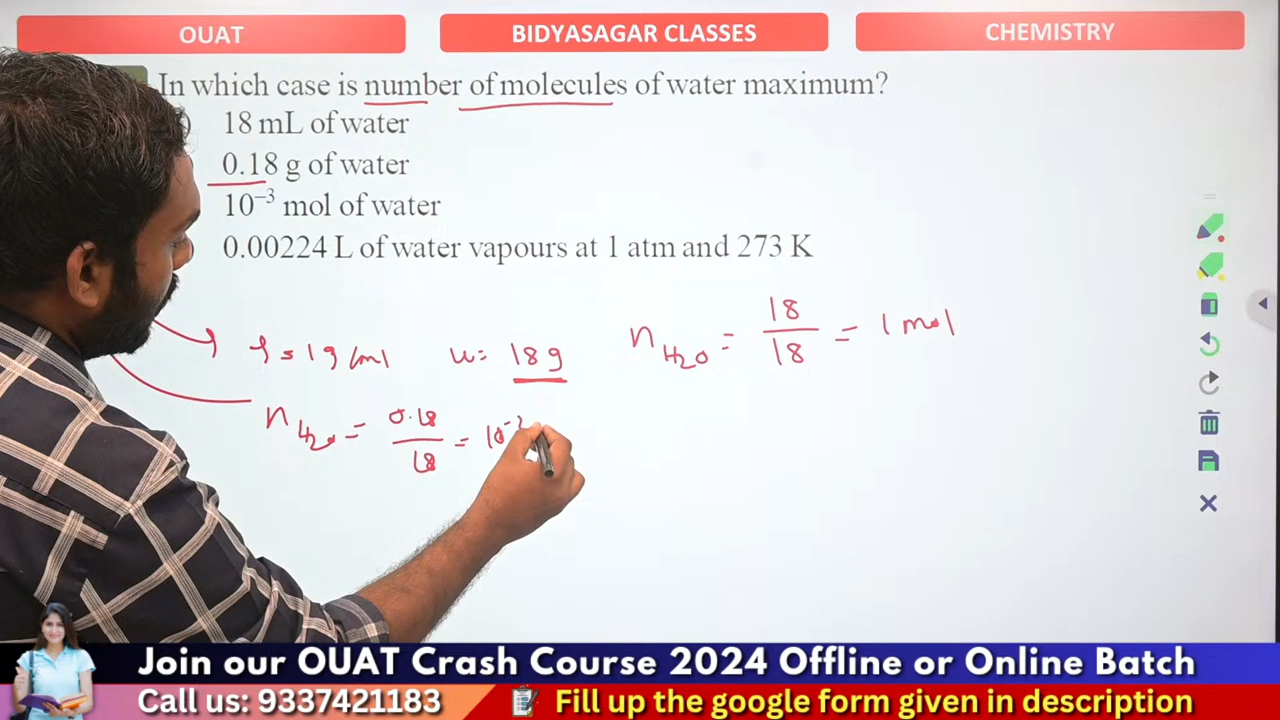 OUAT
BIDYASAGAR CLASSES
CHEMISTRY
In which case is number of molecules of water maximum?
) 18 mL of water
0.18 g of water
10⁻³ mol of water
) 0.00224 L of water vapours at 1 atm and 273 K
n H₂O = 18/18 = 1 mol
= 1 g/ml w = 18g
n H₂O = 0.18/18 = 10
Join our OUAT Crash Course 2024 Offline or Online Batch
Call us: 9337421183 Fill up the google form given in description